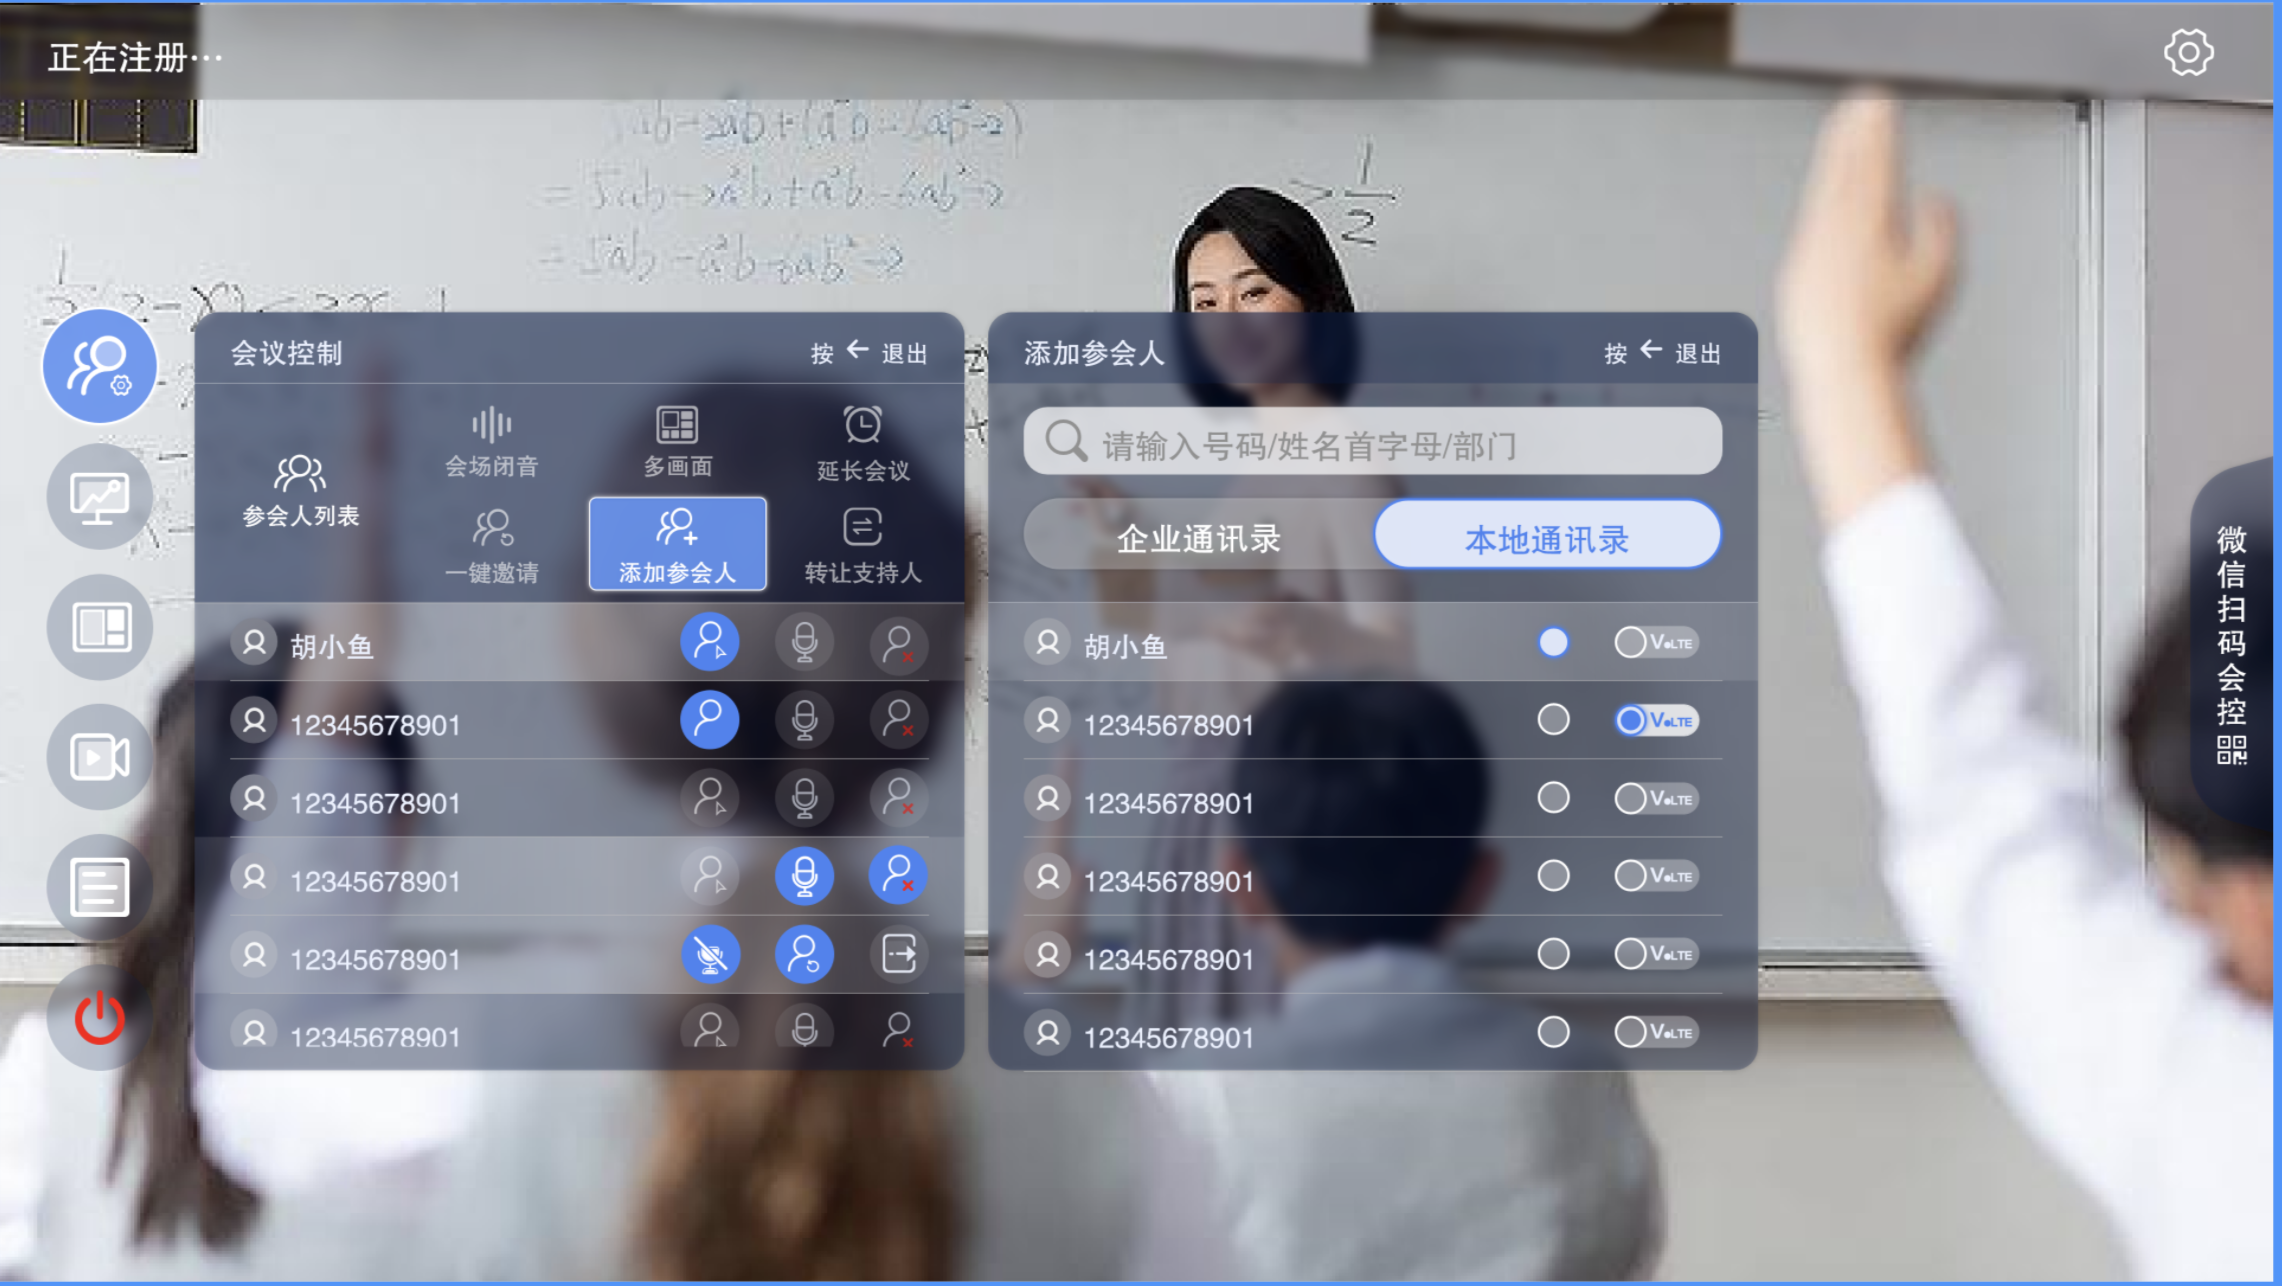 正在注册···
会议控制
按 ← 退出
参会人列表
会场闭音
多画面
延长会议
一键邀请
添加参会人
转让支持人
胡小鱼
12345678901
12345678901
12345678901
12345678901
12345678901
添加参会人
按 ← 退出
请输入号码/姓名首字母/部门
企业通讯录
本地通讯录
胡小鱼
VoLTE
12345678901
VoLTE
12345678901
VoLTE
12345678901
VoLTE
12345678901
VoLTE
12345678901
VoLTE
微信扫码会控